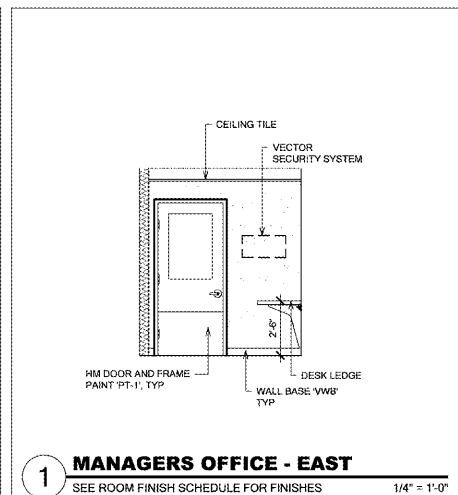 CEILING TILE
VECTOR
SECURITY SYSTEM
2'-6"
HM DOOR AND FRAME
PAINT 'PT-1', TYP
DESK LEDGE
WALL BASE 'VWB'
TYP
1
MANAGERS OFFICE - EAST
SEE ROOM FINISH SCHEDULE FOR FINISHES
1/4" = 1'-0"